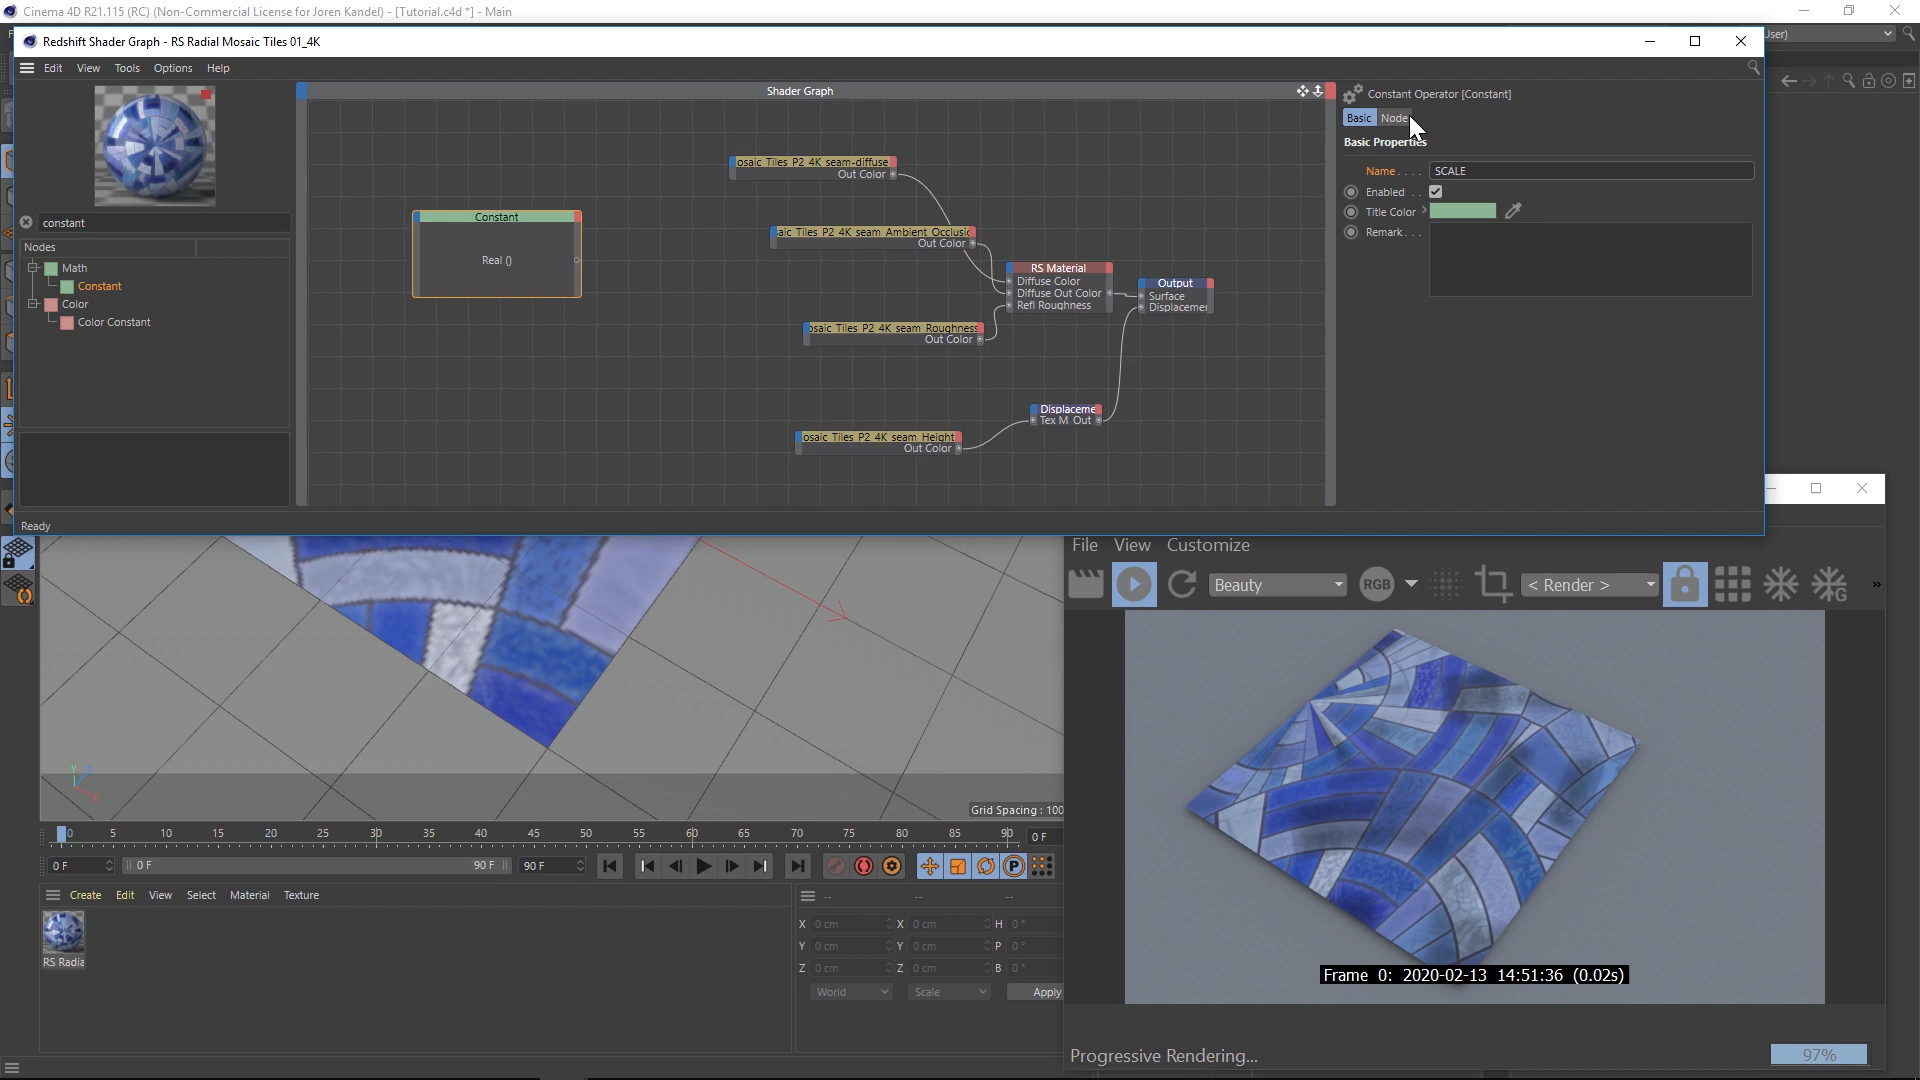 Cinema 4D R21.115 (RC) (Non-Commercial License for Joren Kandel) - [Tutorial.c4d *] - Main
Redshift Shader Graph - RS Radial Mosaic Tiles 01_4K
User)
Edit View Tools Options Help
Shader Graph
Constant Operator [Constant]
Basic Node
Basic Properties
Name . . . . SCALE
Enabled . .
Title Color
Remark. . .
constant
Nodes
Math
Constant
Color
Color Constant
Constant
Real ()
osaic Tiles P2 4K seam-diffuse
Out Color
aic Tiles P2 4K seam Ambient Occlusic
Out Color
RS Material
Diffuse Color
Diffuse Out Color
Refl Roughness
Output
Surface
Displacemer
osaic Tiles P2 4K seam Roughness
Out Color
Displaceme
Tex M Out
osaic Tiles P2 4K seam Height
Out Color
Ready
File View Customize
Beauty RGB < Render > G
Y Z X
Grid Spacing : 100
0 5 10 15 20 25 30 35 40 45 50 55 60 65 70 75 80 85 90 0 F
0 F 0 F 90 F 90 F P
Create Edit View Select Material Texture
-- -- --
RS Radia
X 0 cm X 0 cm H 0 °
Y 0 cm Y 0 cm P 0 °
Z 0 cm Z 0 cm B 0 °
World Scale Apply
Frame 0: 2020-02-13 14:51:36 (0.02s)
Progressive Rendering... 97%